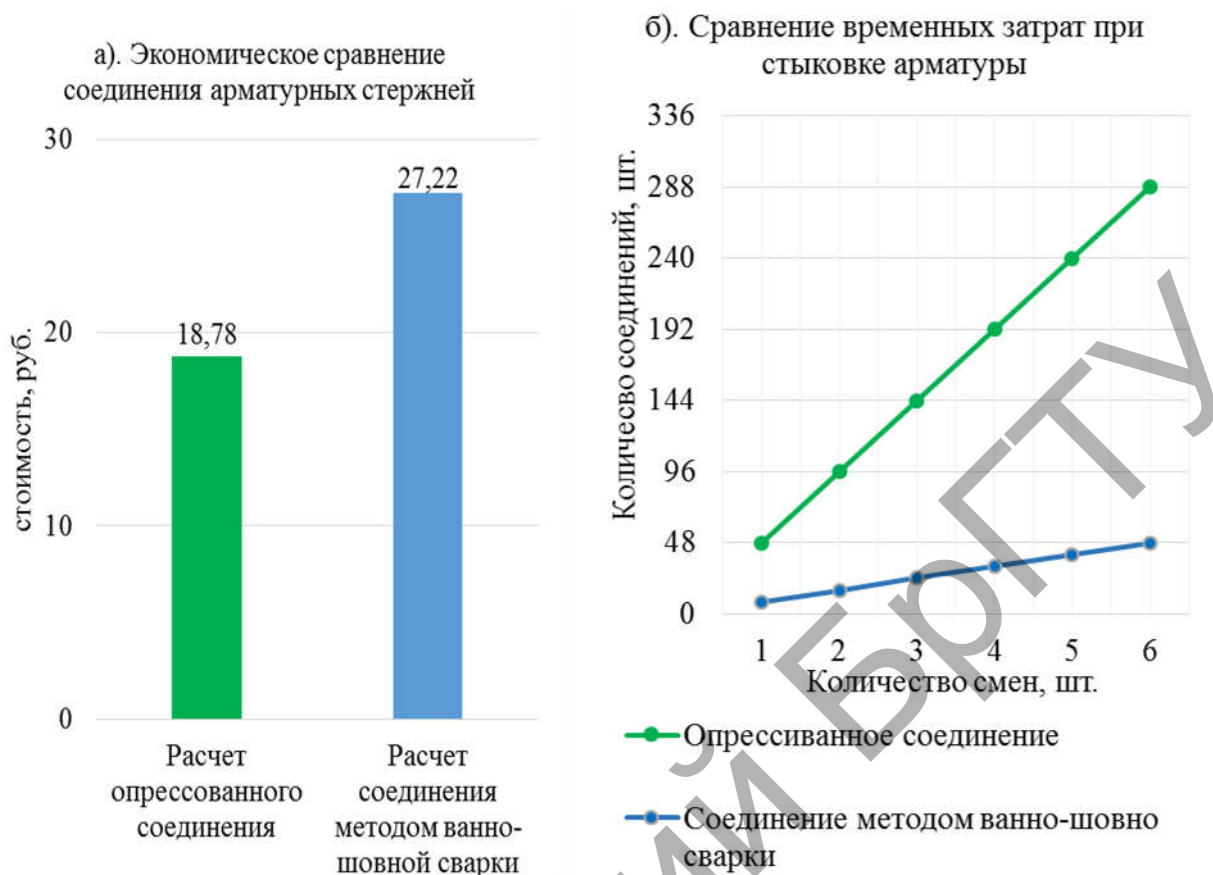 а). Экономическое сравнение
соединения арматурных стержней
стоимость, руб.
30
20
10
0
18,78
27,22
Расчет
опрессованного
соединения
Расчет
соединения
методом ванно-
шовной сварки
б). Сравнение временных затрат при
стыковке арматуры
Количесво соединений, шт.
336
288
240
192
144
96
48
0
1 2 3 4 5 6
Количество смен, шт.
Опрессиванное соединение
Соединение методом ванно-шовно
сварки
ий БрГТУ